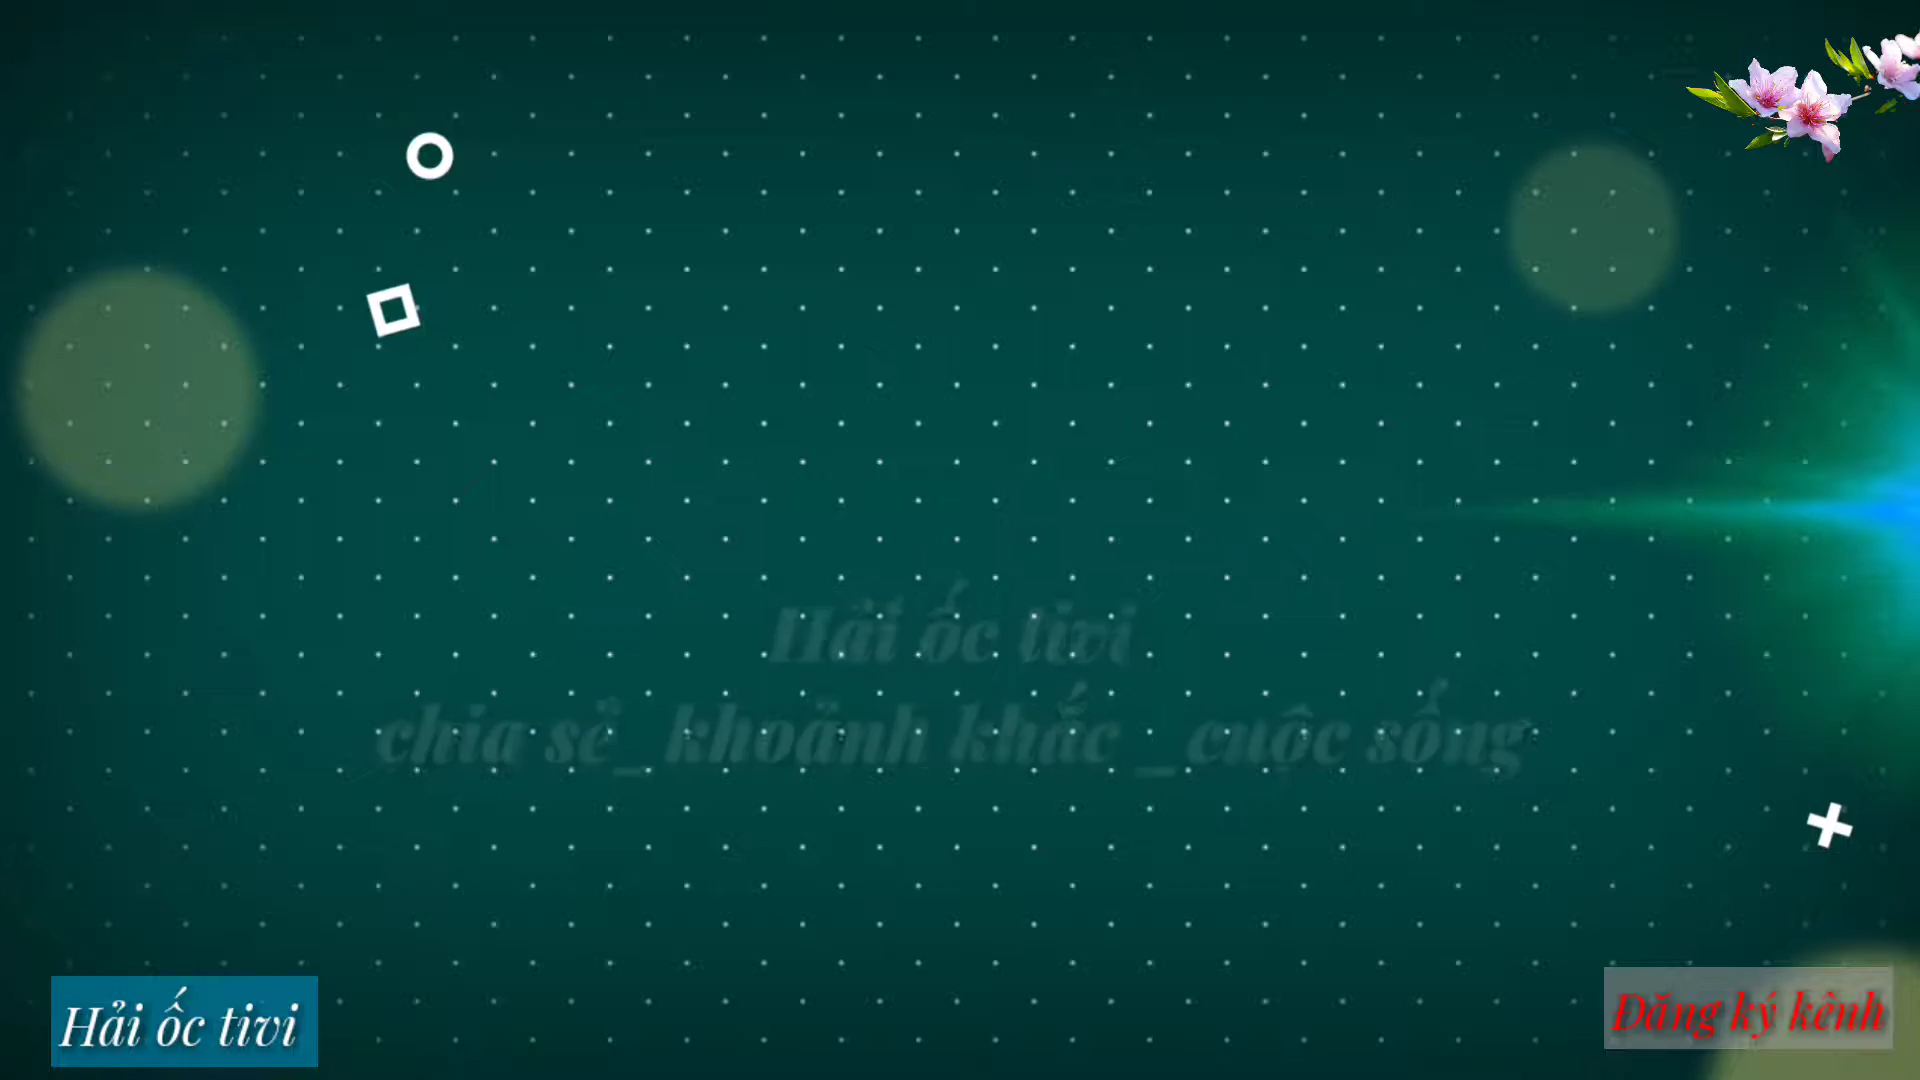 Hải ốc tivi
chia sẻ_khoảnh khắc _cuộc sống
Hải ốc tivi
Đăng ký kênh